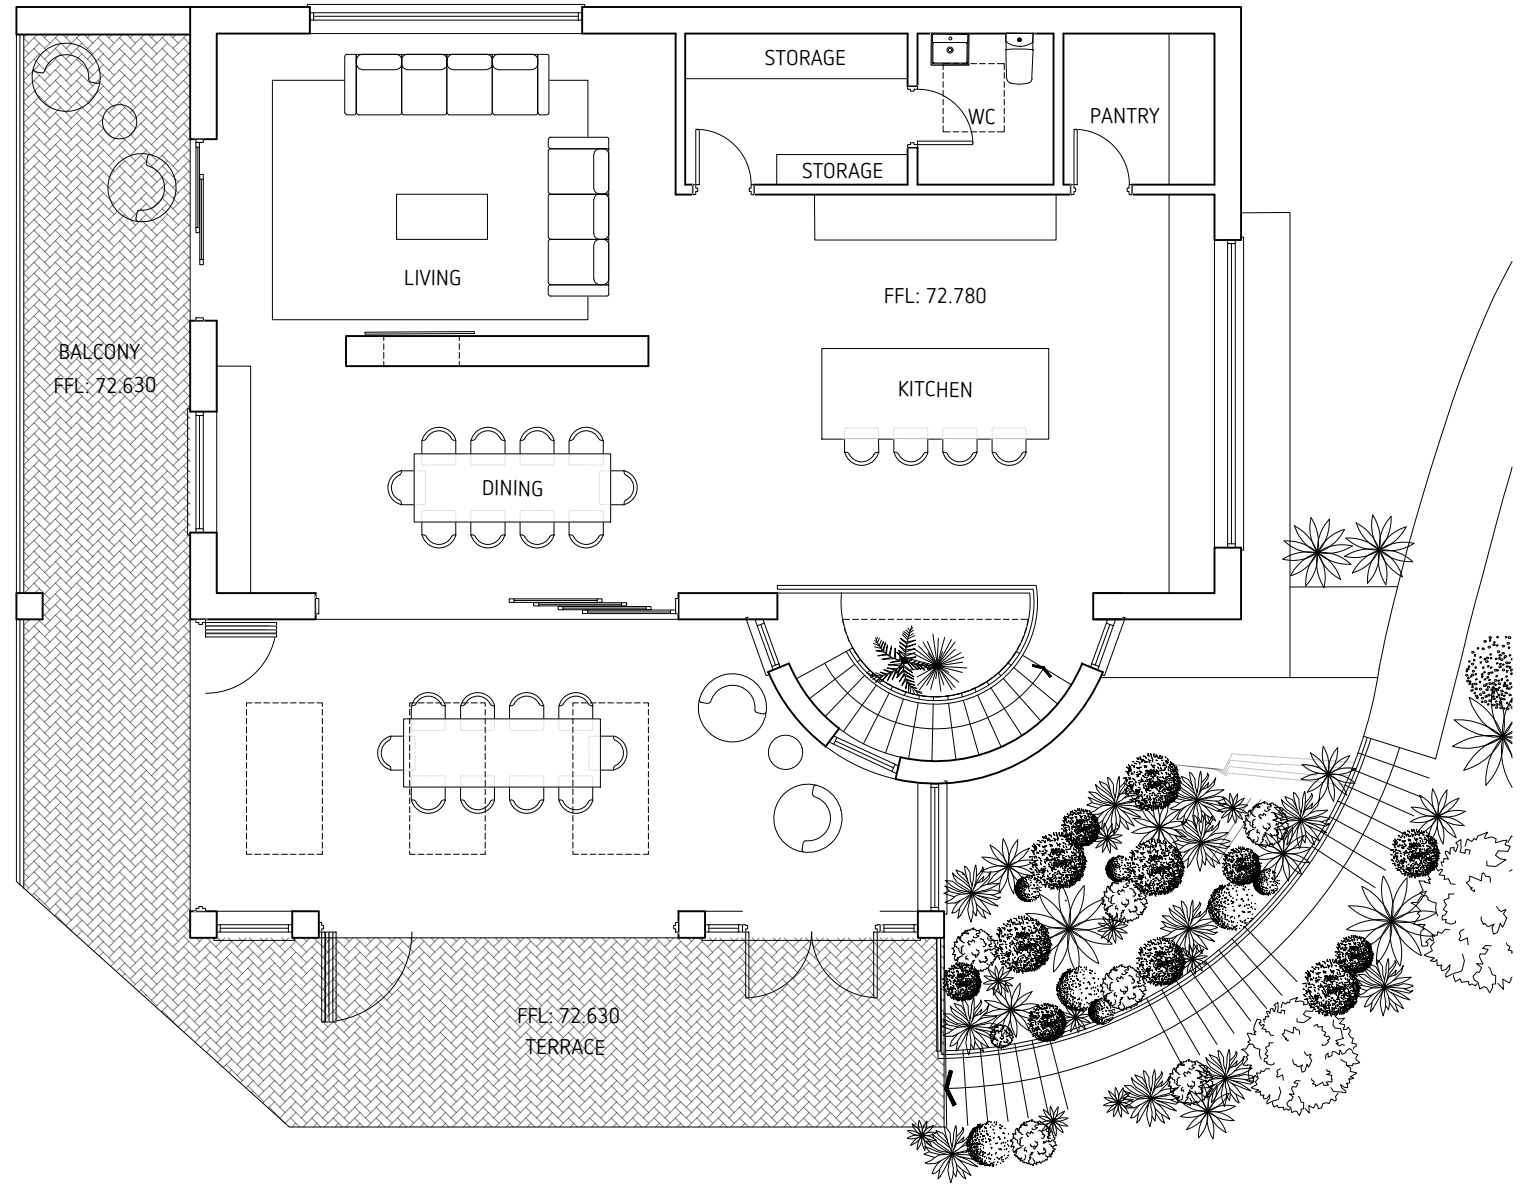 STORAGE
WC
PANTRY
STORAGE
LIVING
FFL: 72.780
BALCONY
FFL: 72.630
KITCHEN
DINING
FFL: 72.630
TERRACE